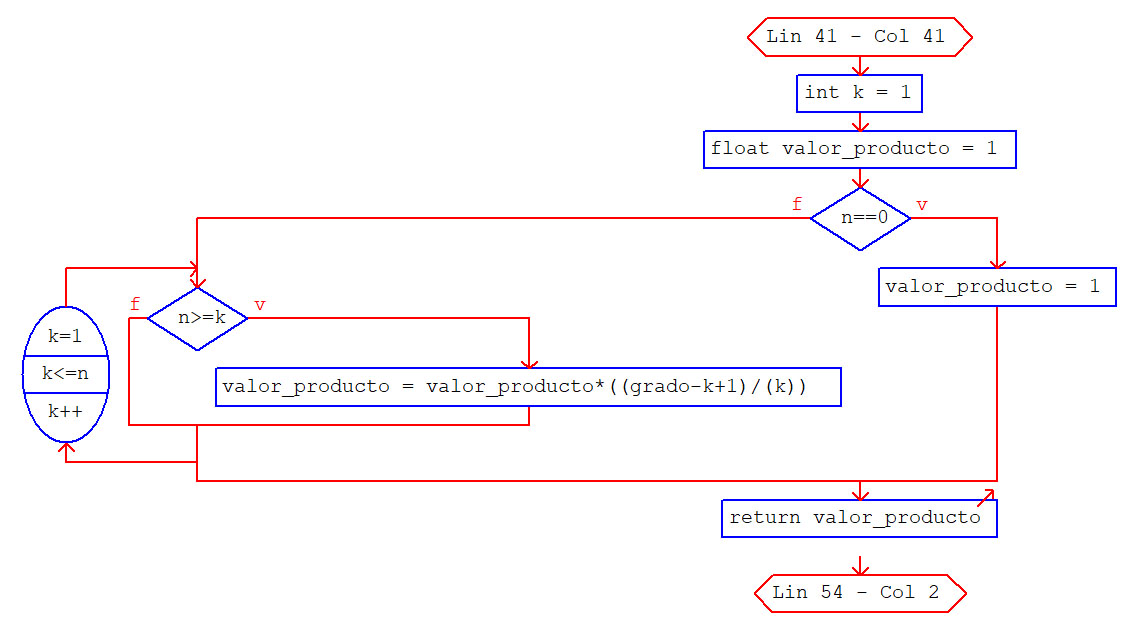 Lin 41 - Col 41
int k = 1
float valor_producto = 1
f
n==0
v
valor_producto = 1
f
n>=k
v
k=1
k<=n
k++
valor_producto = valor_producto*((grado-k+1)/(k))
return valor_producto
Lin 54 - Col 2